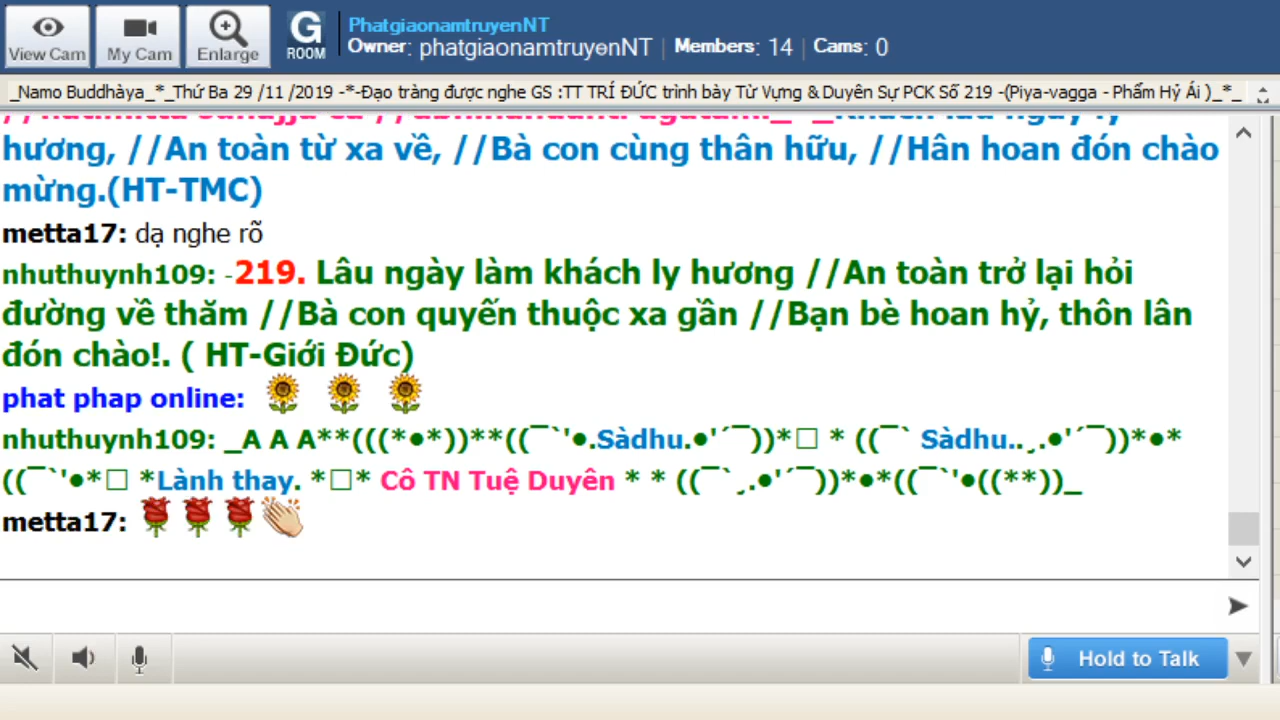 View Cam
My Cam
Enlarge
G
ROOM
PhatgiaonamtruyenNT
Owner: phatgiaonamtruyenNT | Members: 14 | Cams: 0
_Namo Buddhàya_*_Thứ Ba 29 /11 /2019 -*-Đạo tràng được nghe GS :TT TRÍ ĐỨC trình bày Từ Vựng & Duyên Sự PCK Số 219 -(Piya-vagga - Phẩm Hỷ Ái )_*_
hương, //An toàn từ xa về, //Bà con cùng thân hữu, //Hân hoan đón chào
mừng.(HT-TMC)
metta17: dạ nghe rõ
nhuthuynh109: -219. Lâu ngày làm khách ly hương //An toàn trở lại hỏi
đường về thăm //Bà con quyến thuộc xa gần //Bạn bè hoan hỷ, thôn lân
đón chào!. ( HT-Giới Đức)
phat phap online:
nhuthuynh109: _A A A**(((*●*))**((¯`'●.Sàdhu.●'´¯))*□ * ((¯` Sàdhu..¸.●'´¯))*●*
((¯`'●*□ *Lành thay. *□* Cô TN Tuệ Duyên * * ((¯`¸.●'´¯))*●*((¯`'●((**))_
metta17:
Hold to Talk